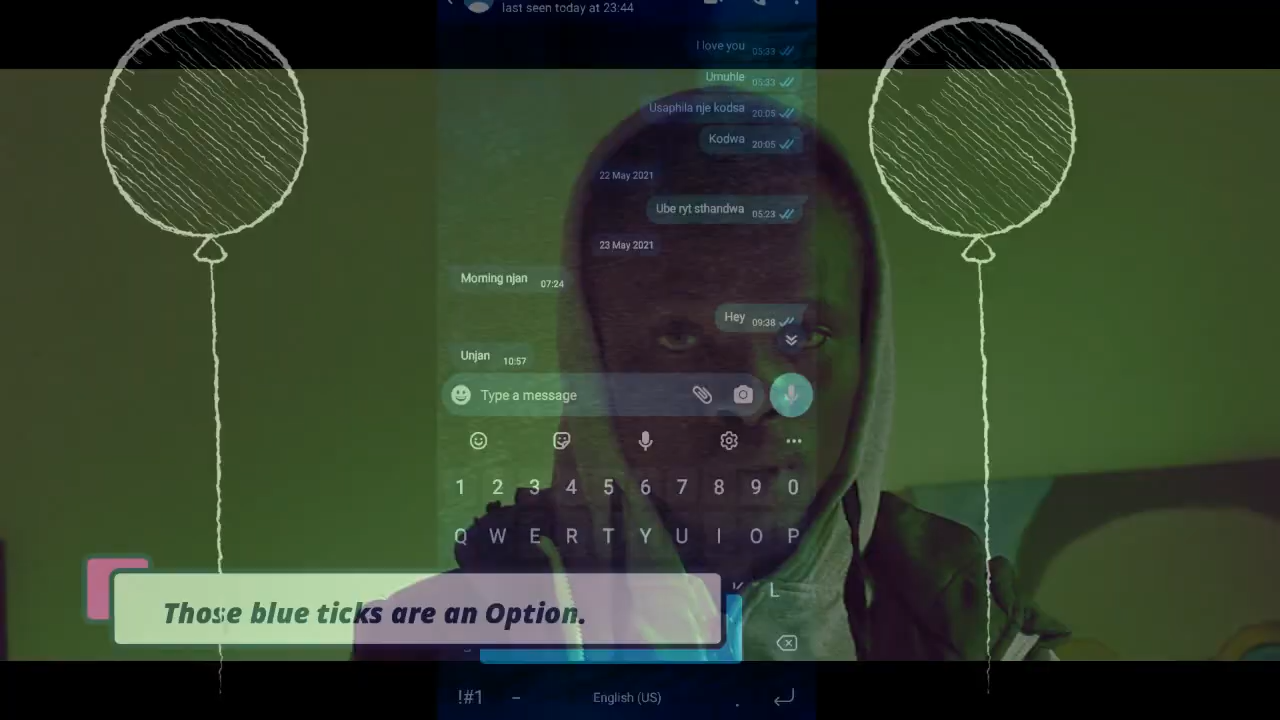 last seen today at 23:44
I love you 05:33
Umuhle 05:33
Usaphila nje kodsa 20:05
Kodwa 20:05
22 May 2021
Ube ryt sthandwa 05:23
23 May 2021
Morning njan 07:24
Hey 09:38
Unjan 10:57
Type a message
1 2 3 4 5 6 7 8 9 0
Q W E R T Y U I O P
L
Those blue ticks are an Option.
!#1 English (US) .